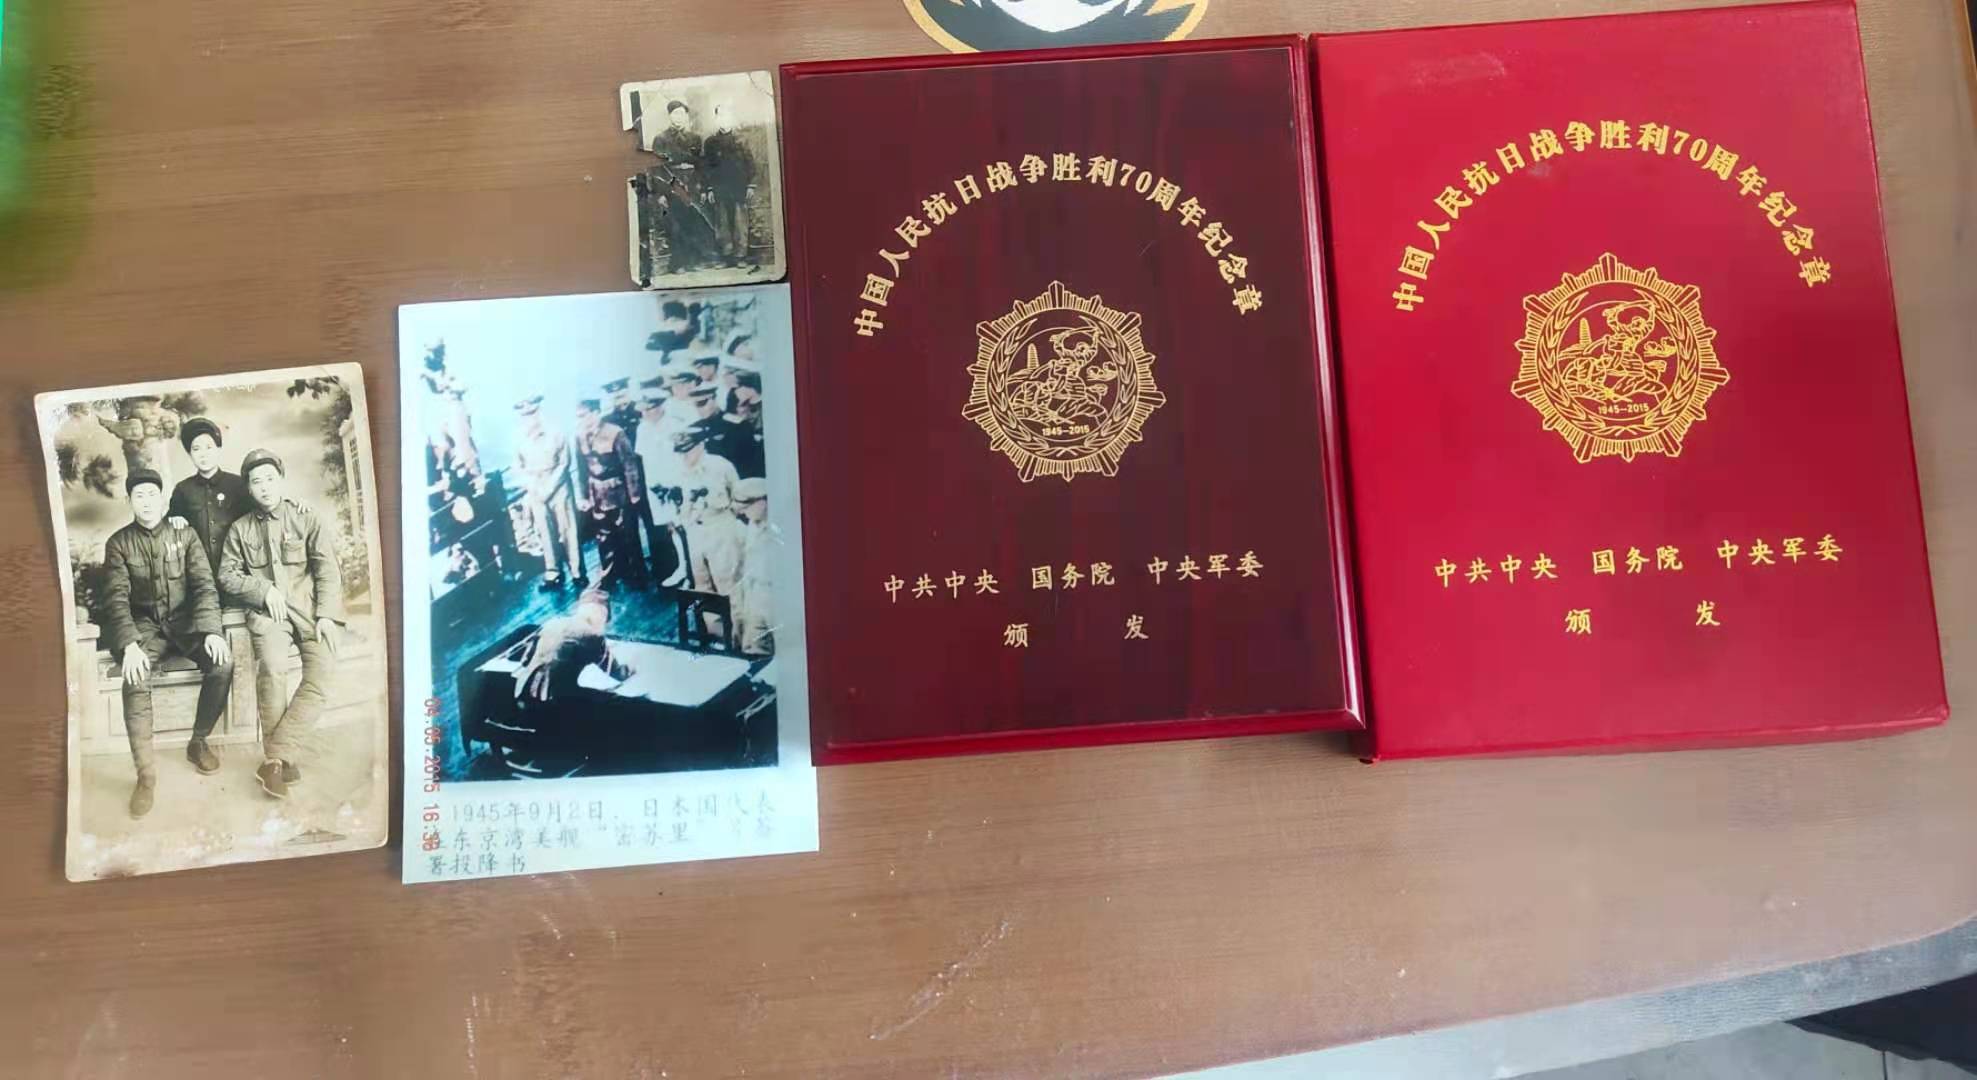 中国人民抗日战争胜利70周年纪念章
1945—2015
中共中央 国务院 中央军委
颁 发
中国人民抗日战争胜利70周年纪念章
1945—2015
中共中央 国务院 中央军委
颁 发
1945年9月2日，日本国代表
在东京湾美舰“密苏里”号签
署投降书